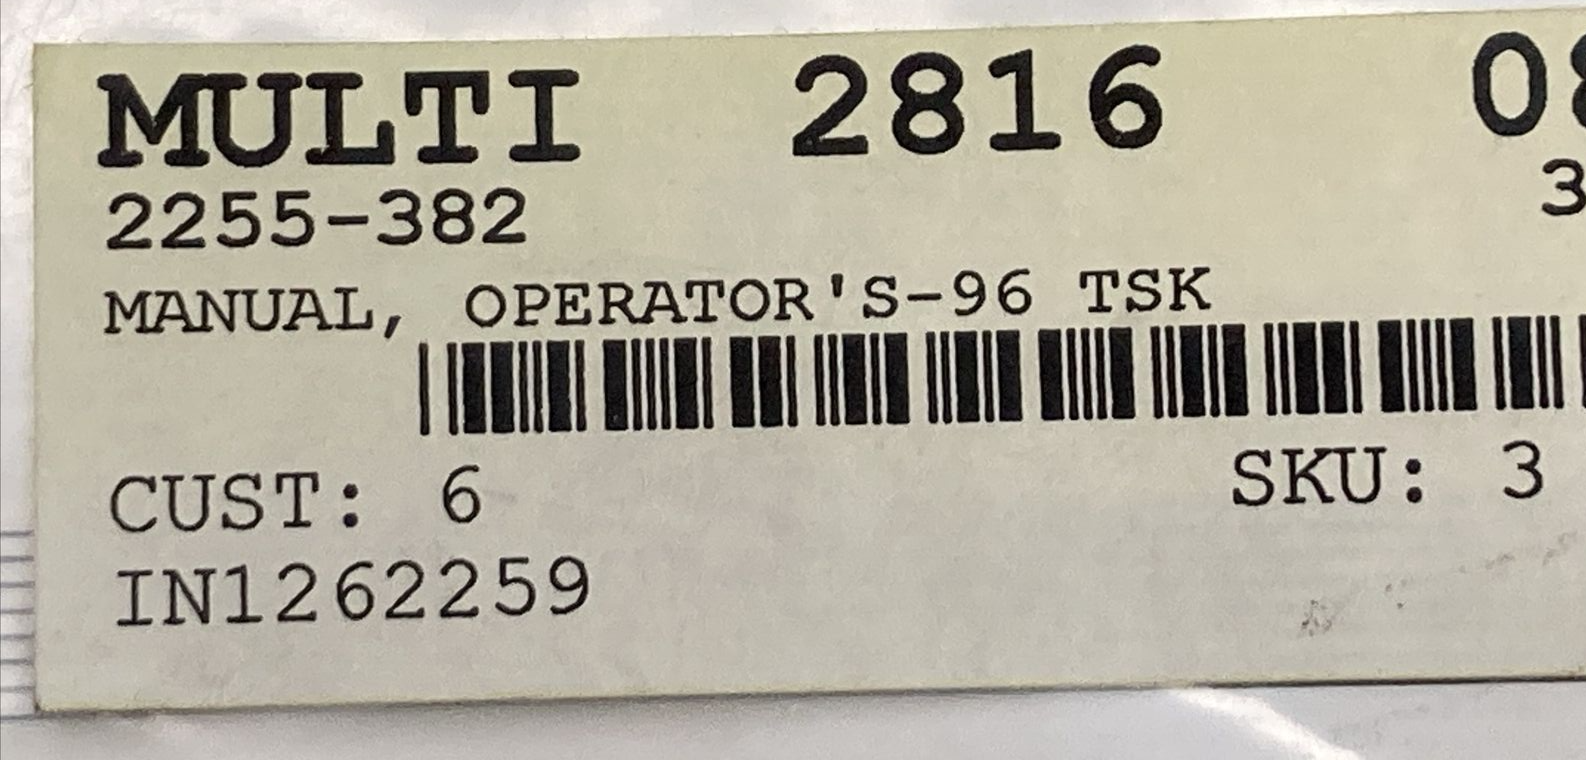 MULTI 2816 08
2255-382 3
MANUAL, OPERATOR'S-96 TSK
CUST: 6 SKU: 3
IN1262259